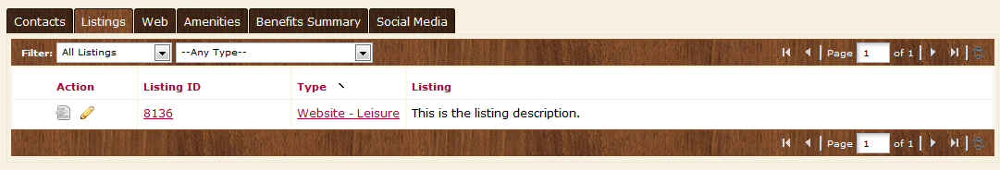 Contacts Listings Web Amenities Benefits Summary Social Media
Filter: All Listings --Any Type-- Page 1 of 1
Action Listing ID Type Listing
8136 Website - Leisure This is the listing description.
Page 1 of 1